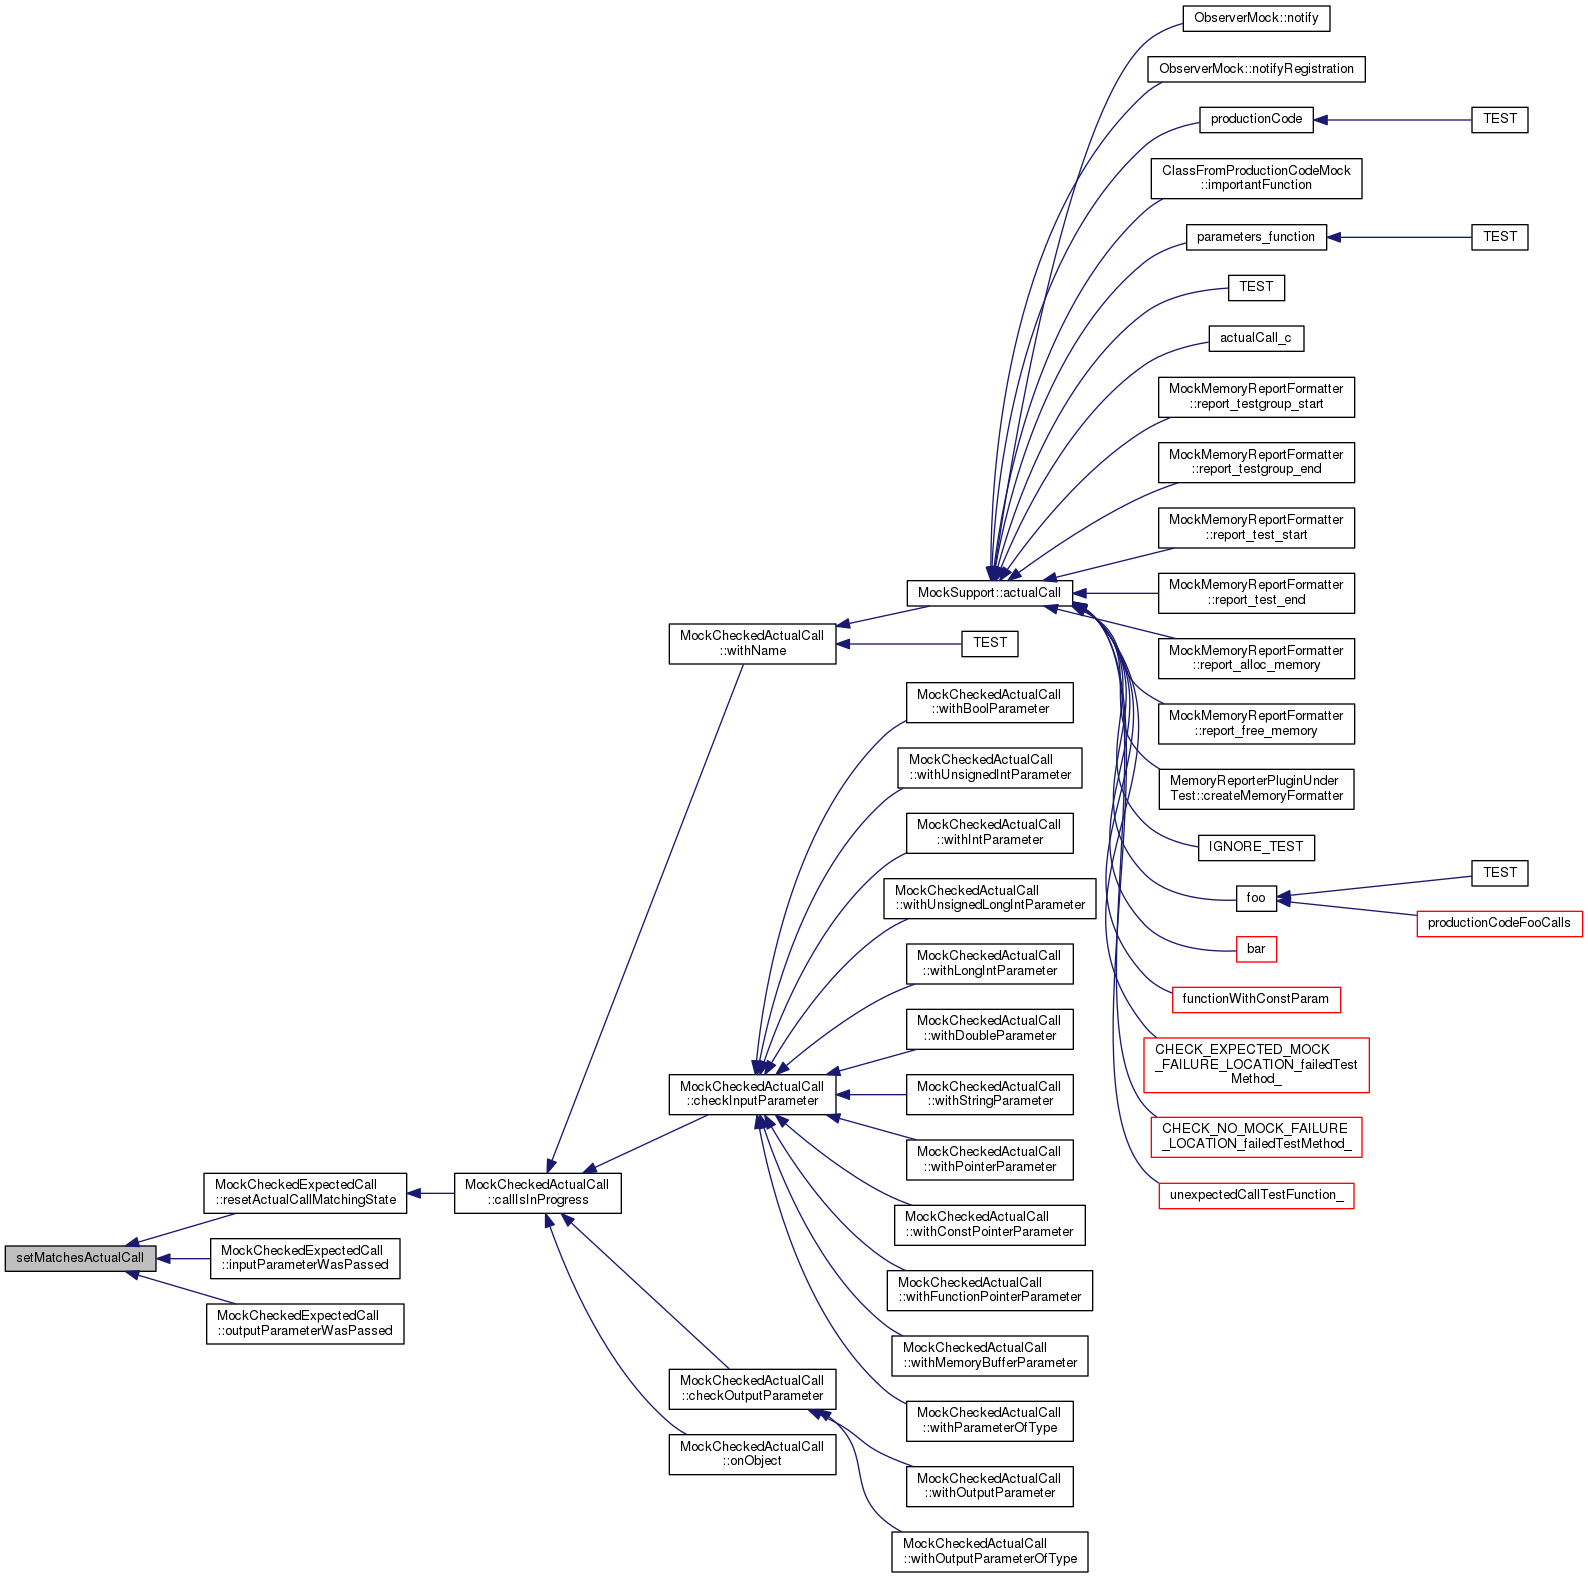 ObserverMock::notify
ObserverMock::notifyRegistration
productionCode
TEST
ClassFromProductionCodeMock
::importantFunction
parameters_function
TEST
TEST
actualCall_c
MockMemoryReportFormatter
::report_testgroup_start
MockMemoryReportFormatter
::report_testgroup_end
MockMemoryReportFormatter
::report_test_start
MockSupport::actualCall
MockMemoryReportFormatter
::report_test_end
MockCheckedActualCall
::withName
TEST
MockMemoryReportFormatter
::report_alloc_memory
MockCheckedActualCall
::withBoolParameter
MockMemoryReportFormatter
::report_free_memory
MockCheckedActualCall
::withUnsignedIntParameter
MemoryReporterPluginUnder
Test::createMemoryFormatter
MockCheckedActualCall
::withIntParameter
IGNORE_TEST
MockCheckedActualCall
::withUnsignedLongIntParameter
foo
TEST
productionCodeFooCalls
MockCheckedActualCall
::withLongIntParameter
bar
functionWithConstParam
MockCheckedActualCall
::withDoubleParameter
CHECK_EXPECTED_MOCK
_FAILURE_LOCATION_failedTest
Method_
MockCheckedActualCall
::checkInputParameter
MockCheckedActualCall
::withStringParameter
CHECK_NO_MOCK_FAILURE
_LOCATION_failedTestMethod_
MockCheckedActualCall
::withPointerParameter
unexpectedCallTestFunction_
MockCheckedExpectedCall
::resetActualCallMatchingState
MockCheckedActualCall
::callIsInProgress
MockCheckedActualCall
::withConstPointerParameter
setMatchesActualCall
MockCheckedExpectedCall
::inputParameterWasPassed
MockCheckedActualCall
::withFunctionPointerParameter
MockCheckedExpectedCall
::outputParameterWasPassed
MockCheckedActualCall
::withMemoryBufferParameter
MockCheckedActualCall
::checkOutputParameter
MockCheckedActualCall
::withParameterOfType
MockCheckedActualCall
::onObject
MockCheckedActualCall
::withOutputParameter
MockCheckedActualCall
::withOutputParameterOfType